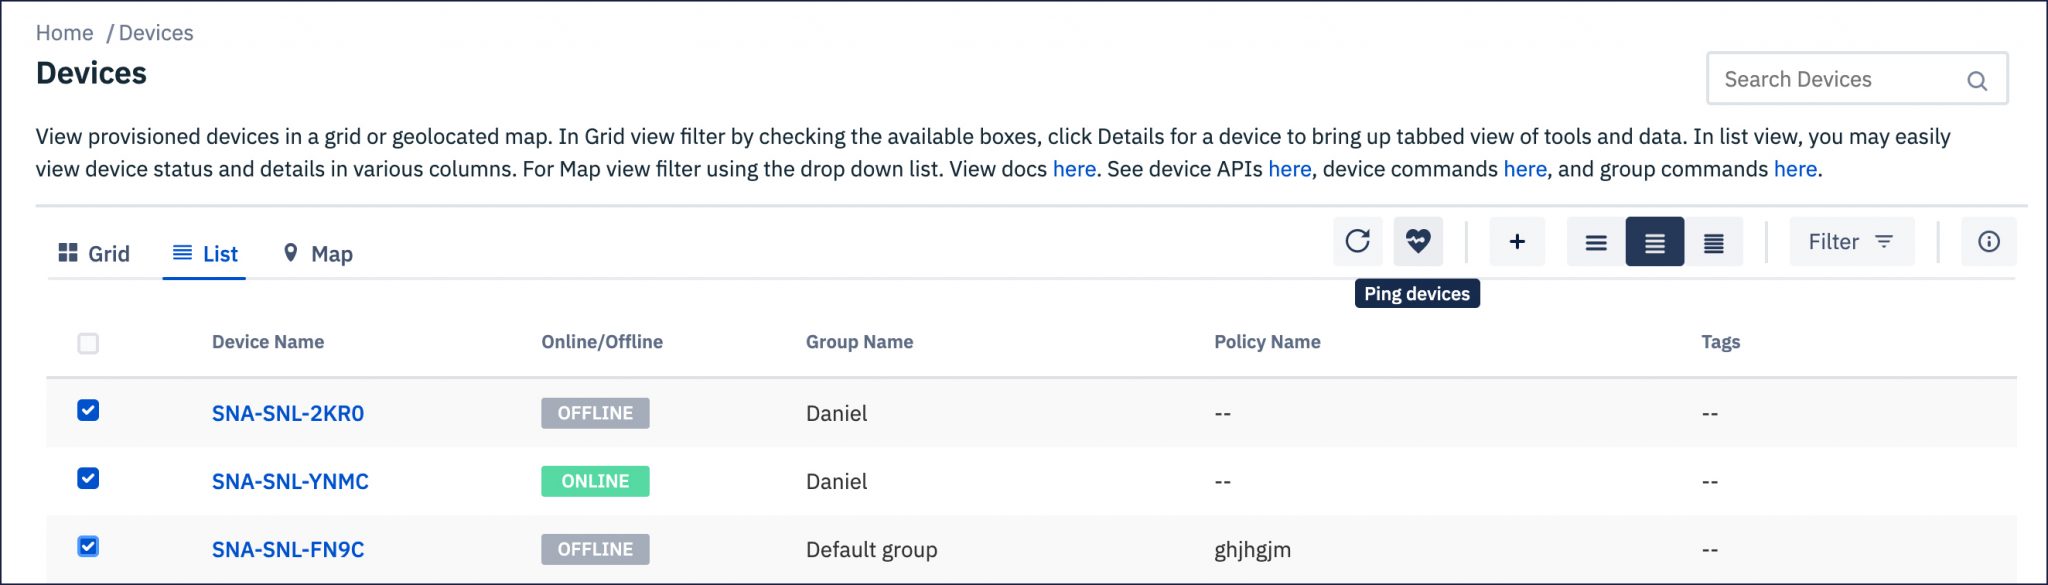 Home / Devices
Devices
Search Devices
View provisioned devices in a grid or geolocated map. In Grid view filter by checking the available boxes, click Details for a device to bring up tabbed view of tools and data. In list view, you may easily
view device status and details in various columns. For Map view filter using the drop down list. View docs here. See device APIs here, device commands here, and group commands here.
Grid List Map Filter
Ping devices
Device Name Online/Offline Group Name Policy Name Tags
SNA-SNL-2KR0 OFFLINE Daniel -- --
SNA-SNL-YNMC ONLINE Daniel -- --
SNA-SNL-FN9C OFFLINE Default group ghjhgjm --